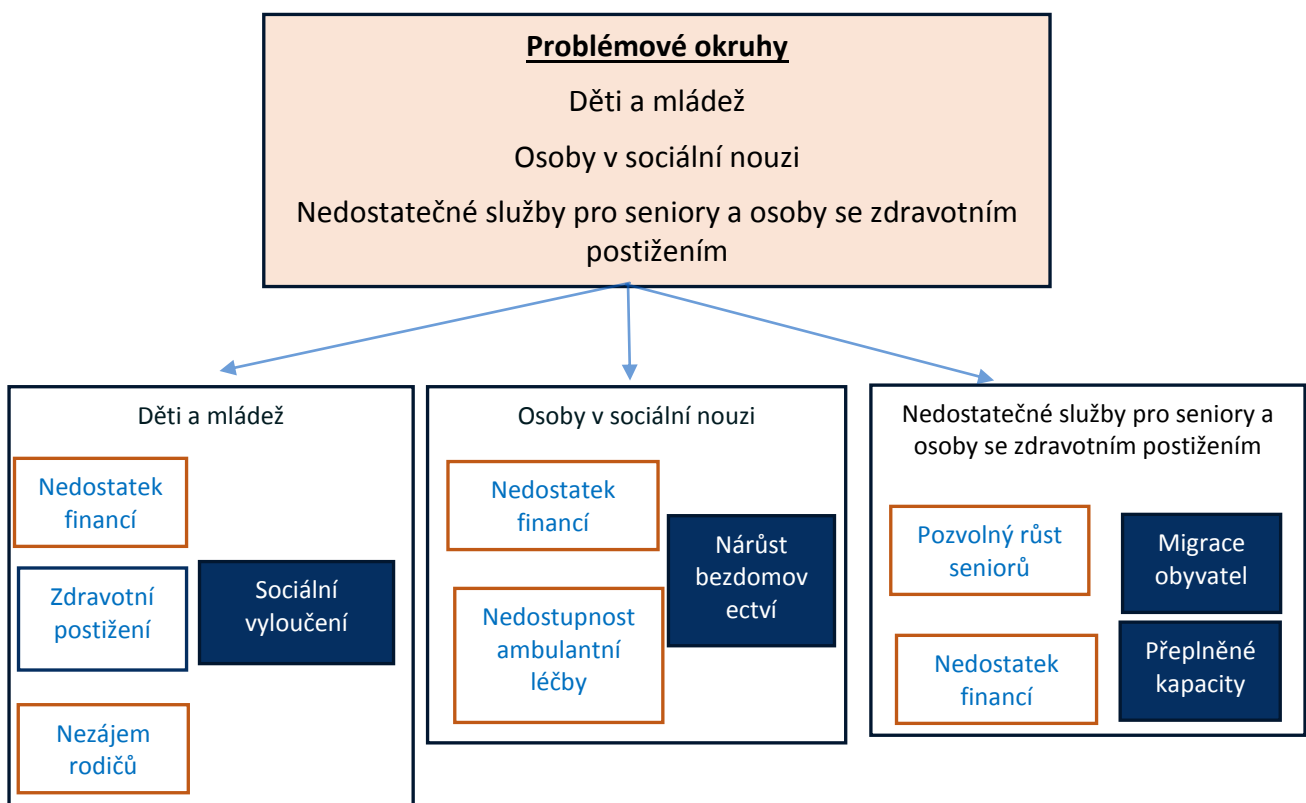 Problémové okruhy
Děti a mládež
Osoby v sociální nouzi
Nedostatečné služby pro seniory a osoby se zdravotním
postižením
Děti a mládež
Nedostatek
financí
Zdravotní
postižení
Sociální
vyloučení
Nezájem
rodičů
Osoby v sociální nouzi
Nedostatek
financí
Nárůst
bezdomov
ectví
Nedostupnost
ambulantní
léčby
Nedostatečné služby pro seniory a
osoby se zdravotním postižením
Pozvolný růst
seniorů
Migrace
obyvatel
Nedostatek
financí
Přeplněné
kapacity